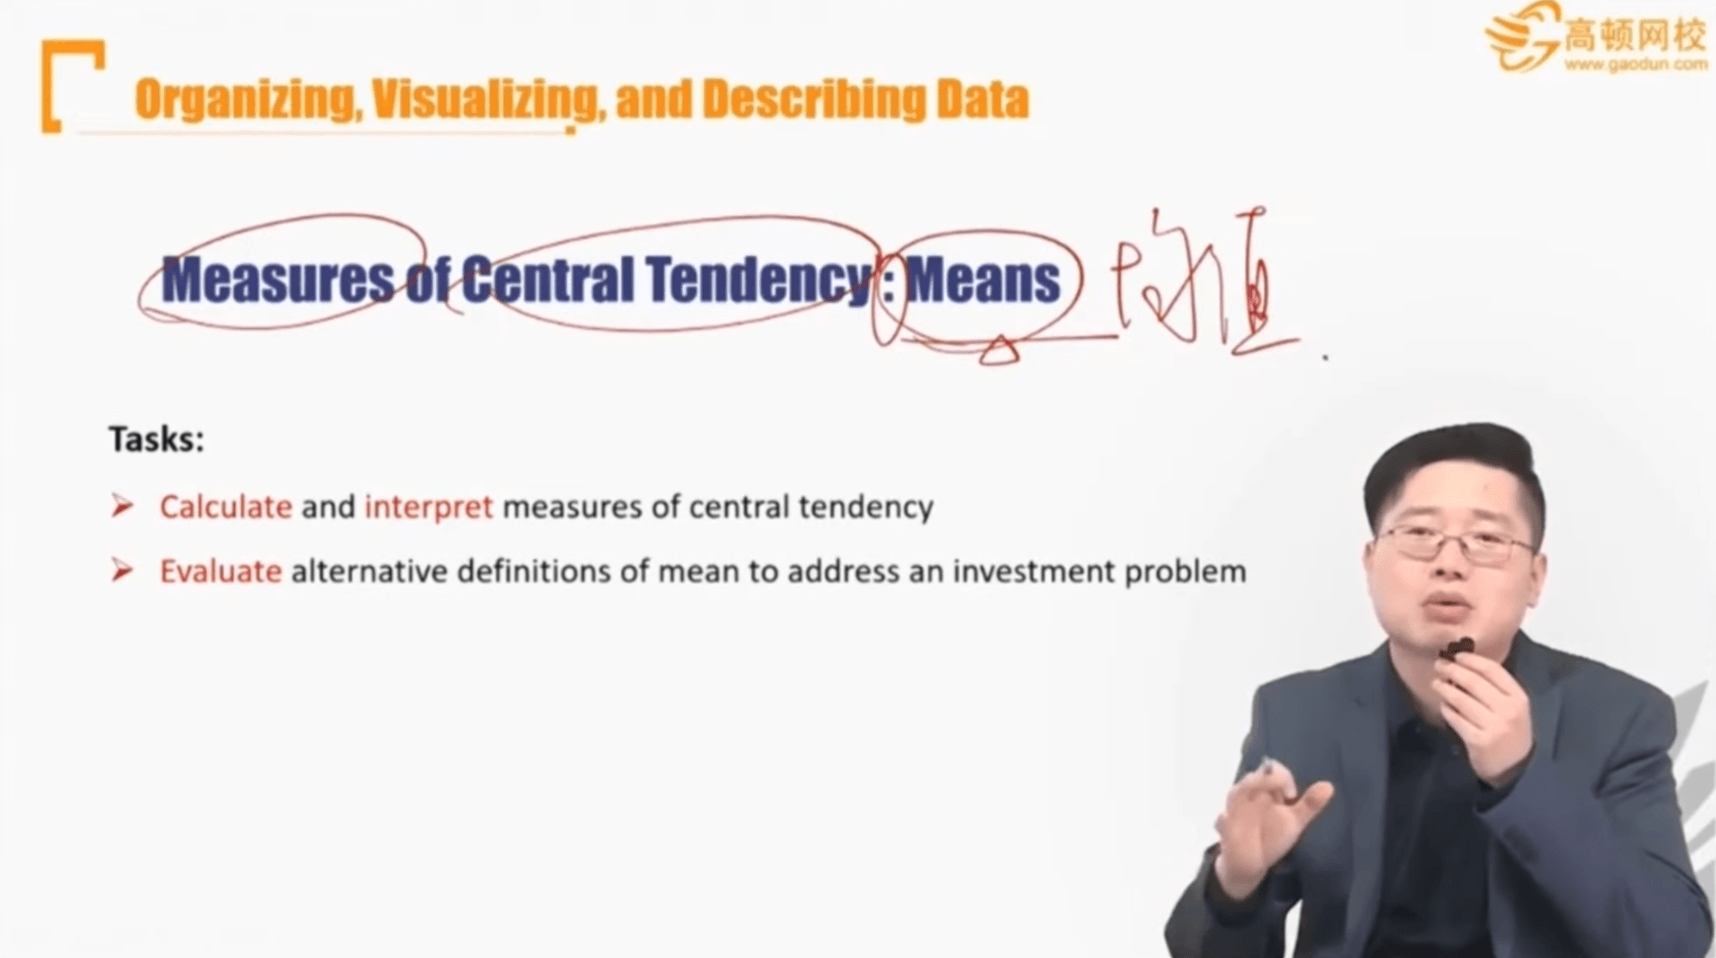 高顿网校
www.gaodun.com
Organizing, Visualizing, and Describing Data
Measures of Central Tendency : Means 均值
Tasks:
Calculate and interpret measures of central tendency
Evaluate alternative definitions of mean to address an investment problem